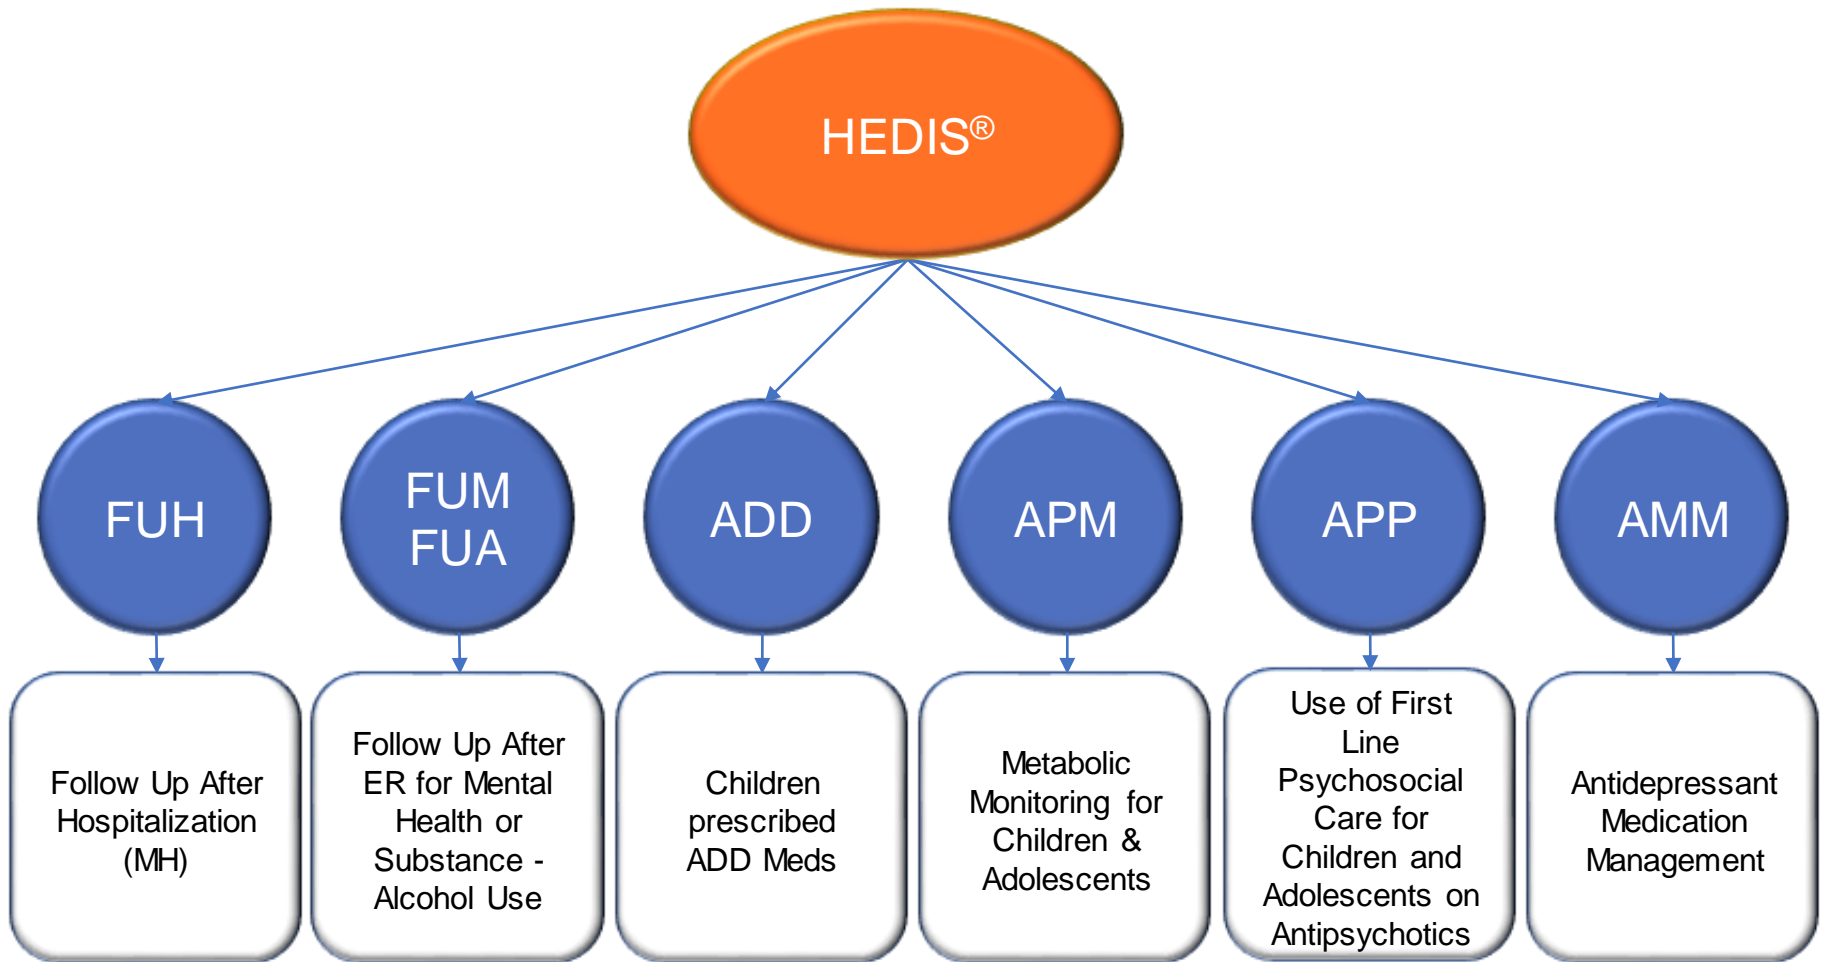 HEDIS®
FUH
FUM
FUA
ADD
APM
APP
AMM
Follow Up After
Hospitalization
(MH)
Follow Up After
ER for Mental
Health or
Substance -
Alcohol Use
Children
prescribed
ADD Meds
Metabolic
Monitoring for
Children &
Adolescents
Use of First
Line
Psychosocial
Care for
Children and
Adolescents on
Antipsychotics
Antidepressant
Medication
Management